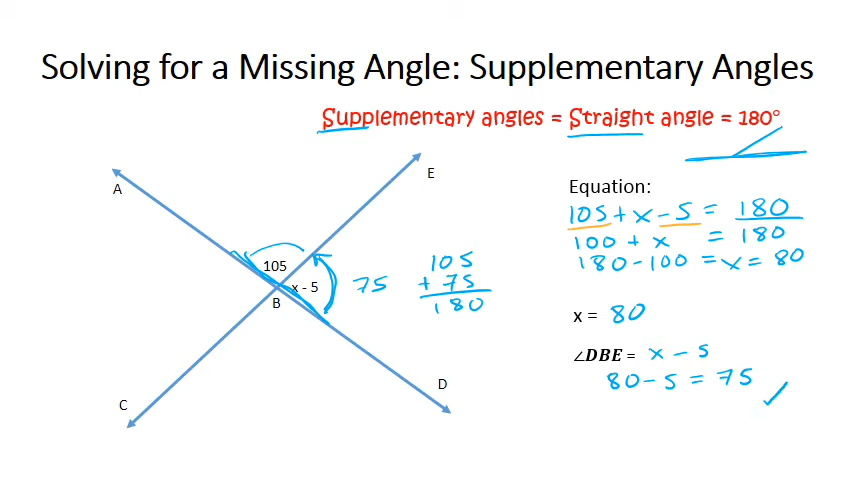 Solving for a Missing Angle: Supplementary Angles
Supplementary angles = Straight angle = 180°
A
E
Equation:
105 + x - 5 = 180
100 + x = 180
180 - 100 = x = 80
105
x - 5
B
75
105
+ 75
180
x = 80
∠DBE = x - 5
80 - 5 = 75
C
D